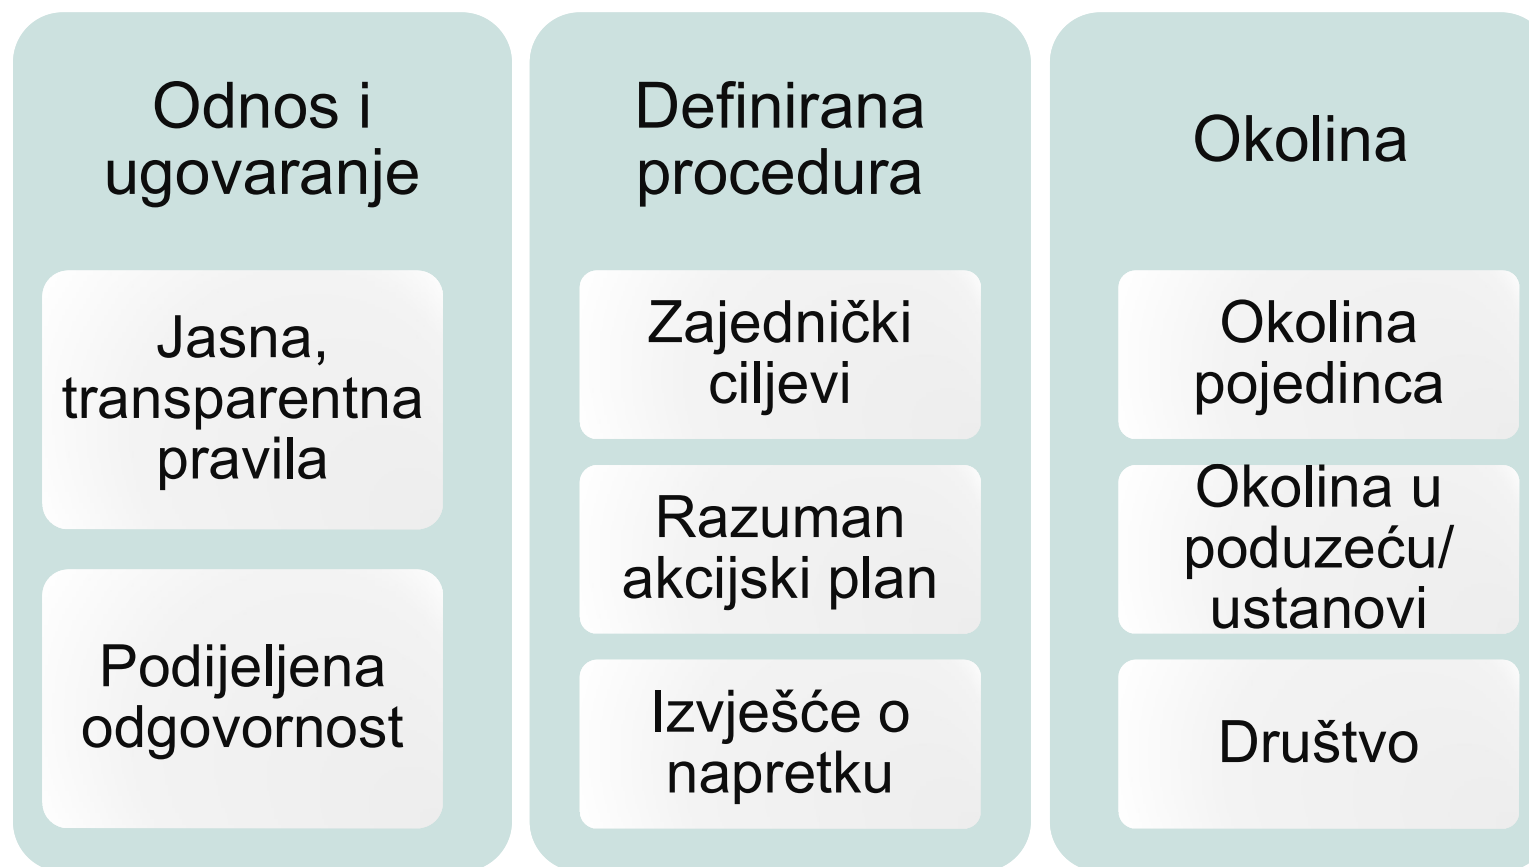 Odnos i
ugovaranje
Jasna,
transparentna
pravila
Podijeljena
odgovornost
Definirana
procedura
Zajednički
ciljevi
Razuman
akcijski plan
Izvješće o
napretku
Okolina
Okolina
pojedinca
Okolina u
poduzeću/
ustanovi
Društvo